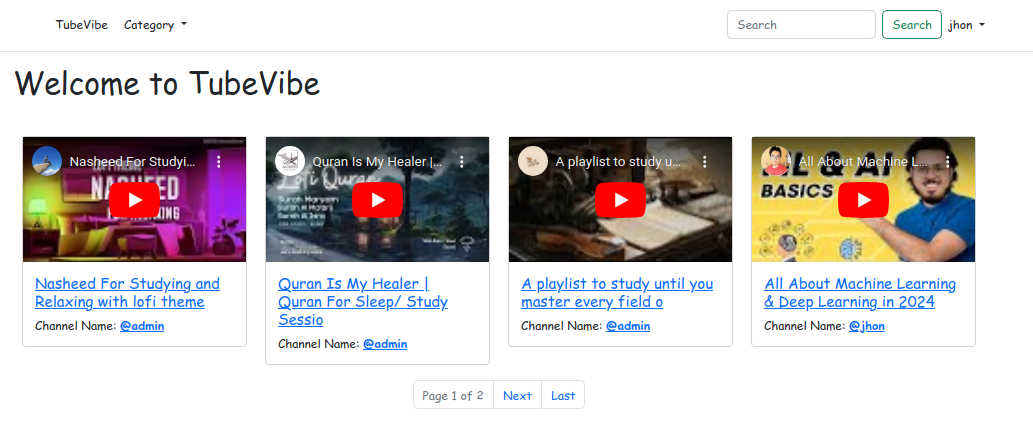 TubeVibe Category Search Search jhon
Welcome to TubeVibe
Nasheed For Studyi...
NASHEED
Quran Is My Healer |...
Lofi Quran
Surah Maryam
A playlist to study u...
All About Machine L...
L & AI
BASICS
Nasheed For Studying and
Relaxing with lofi theme
Channel Name: @admin
Quran Is My Healer |
Quran For Sleep/ Study
Sessio
Channel Name: @admin
A playlist to study until you
master every field o
Channel Name: @admin
All About Machine Learning
& Deep Learning in 2024
Channel Name: @jhon
Page 1 of 2 Next Last